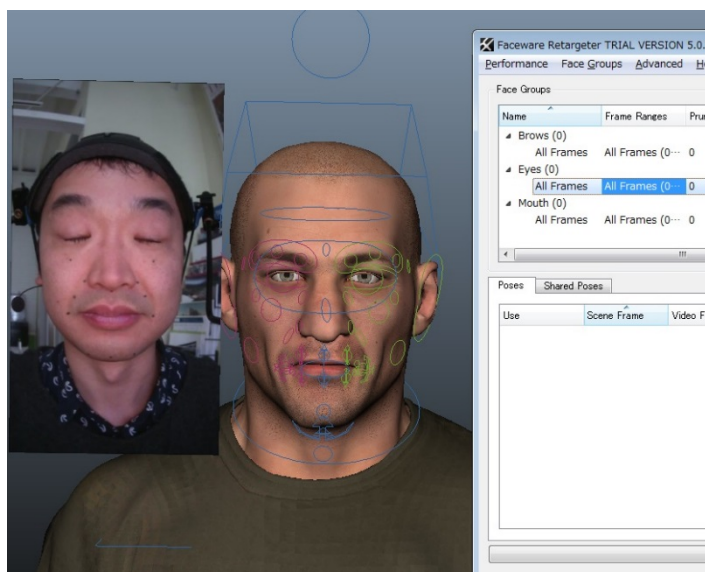 Faceware Retargeter TRIAL VERSION 5.0.
Performance Face Groups Advanced
Face Groups
Name Frame Ranges
Brows (0)
All Frames All Frames (0… 0
Eyes (0)
All Frames All Frames (0… 0
Mouth (0)
All Frames All Frames (0… 0
Poses Shared Poses
Use Scene Frame Video F